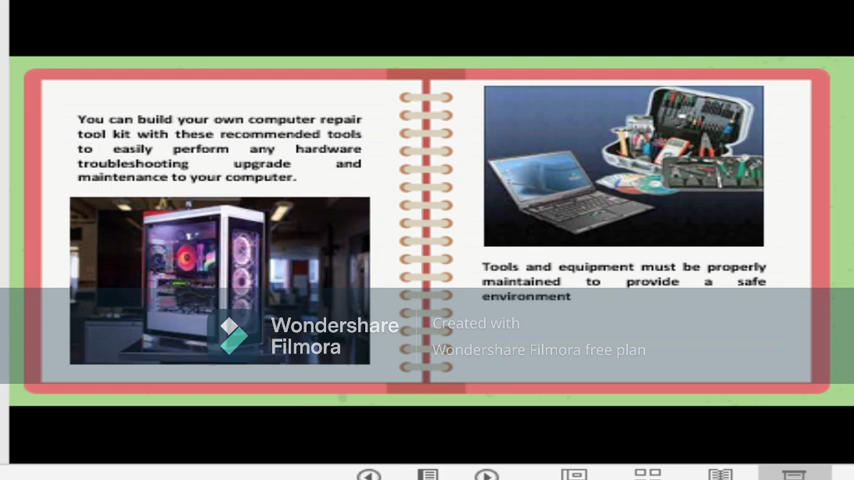 You can build your own computer repair
tool kit with these recommended tools
to easily perform any hardware
troubleshooting upgrade and
maintenance to your computer.
Tools and equipment must be properly
maintained to provide a safe
environment
Wondershare
Filmora
Created with
Wondershare Filmora free plan